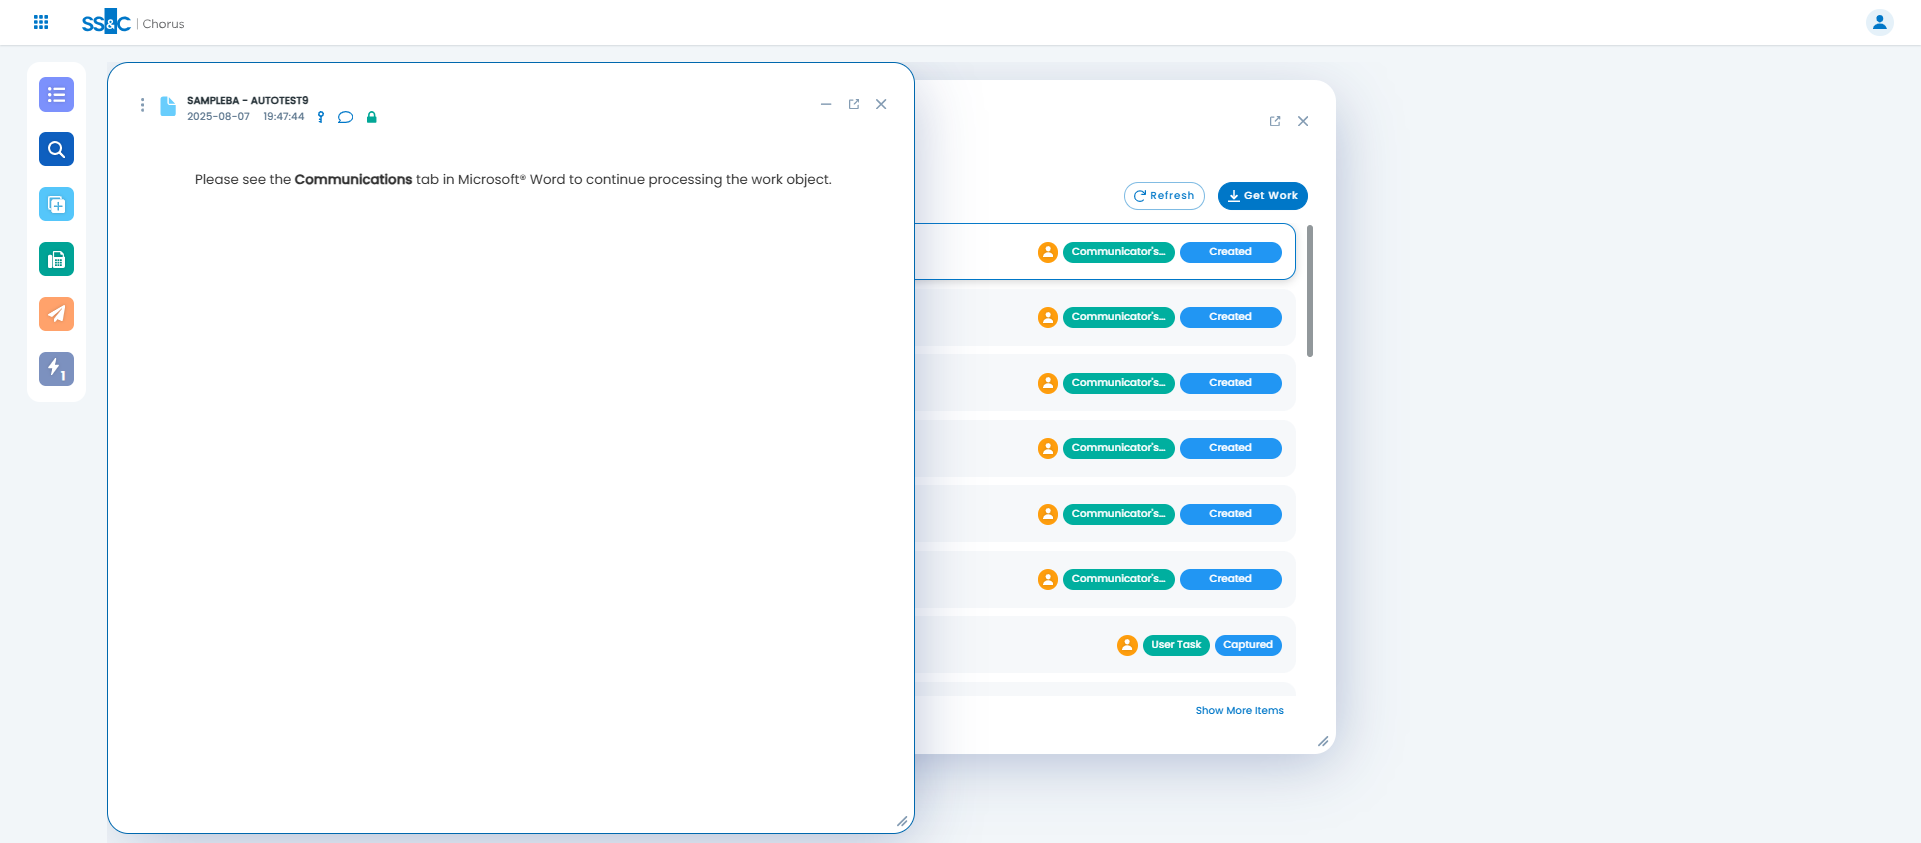 SS&C | Chorus
SAMPLEBA - AUTOTEST9
2025-08-07 19:47:44
Please see the Communications tab in Microsoft® Word to continue processing the work object.
Refresh
Get Work
Communicator's... Created
Communicator's... Created
Communicator's... Created
Communicator's... Created
Communicator's... Created
Communicator's... Created
User Task Captured
Show More Items
1